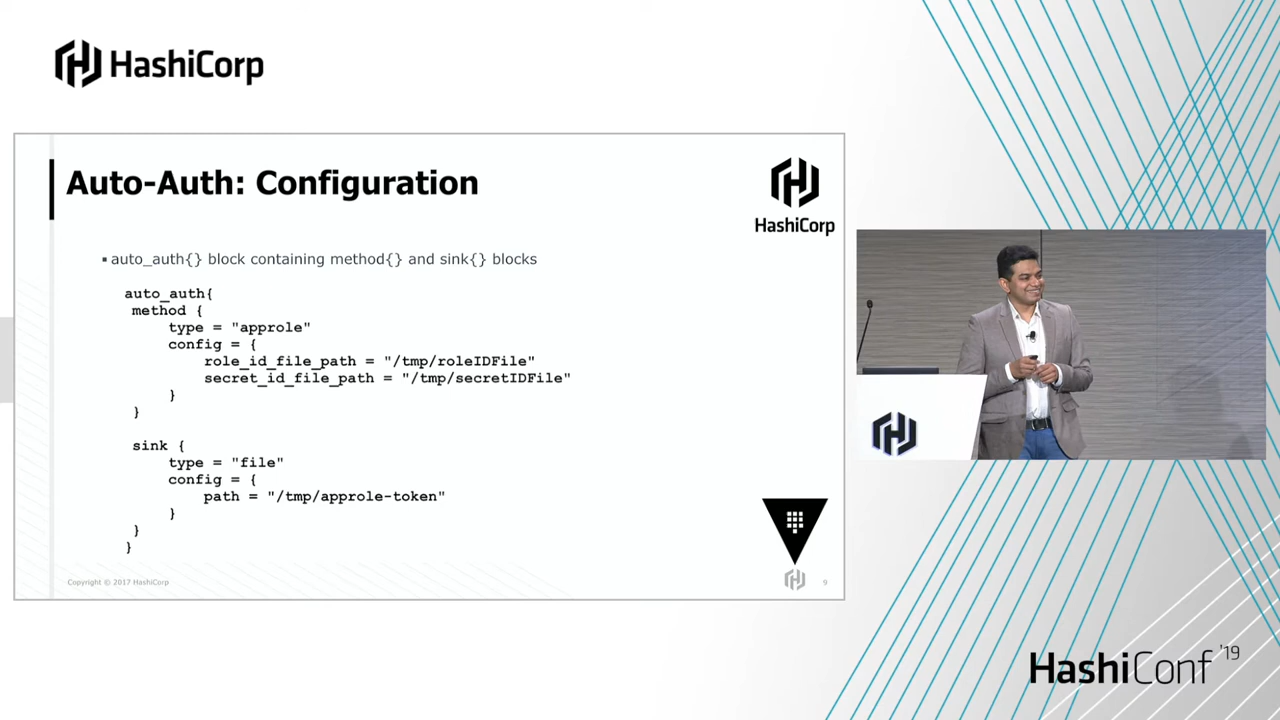 HashiCorp
Auto-Auth: Configuration
HashiCorp
▪ auto_auth{} block containing method{} and sink{} blocks
auto_auth{
method {
type = "approle"
config = {
role_id_file_path = "/tmp/roleIDFile"
secret_id_file_path = "/tmp/secretIDFile"
}
}
sink {
type = "file"
config = {
path = "/tmp/approle-token"
}
}
}
Copyright © 2017 HashiCorp
9
HashiConf '19